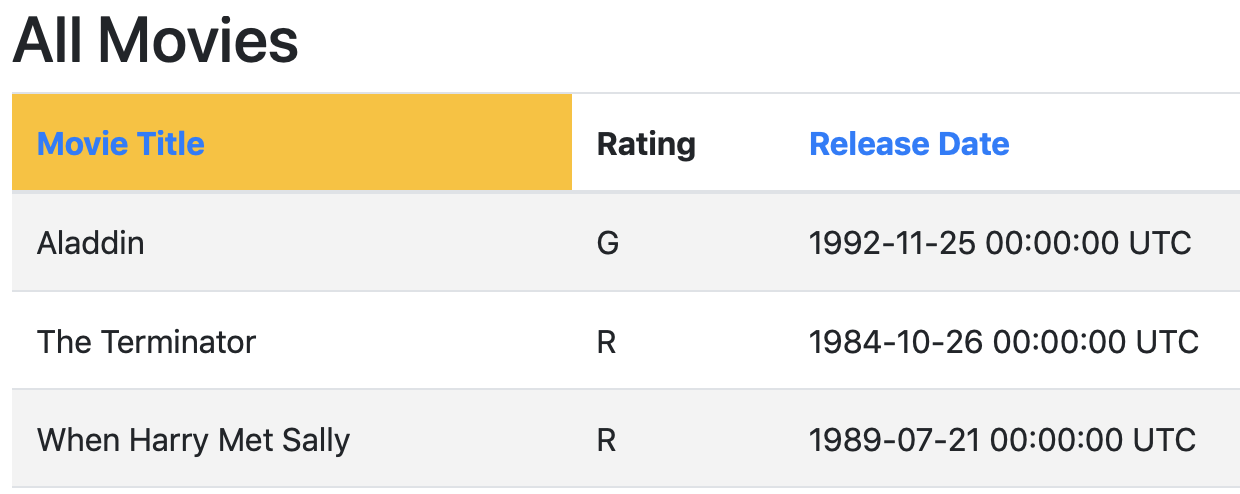 All Movies
Movie Title Rating Release Date
Aladdin G 1992-11-25 00:00:00 UTC
The Terminator R 1984-10-26 00:00:00 UTC
When Harry Met Sally R 1989-07-21 00:00:00 UTC